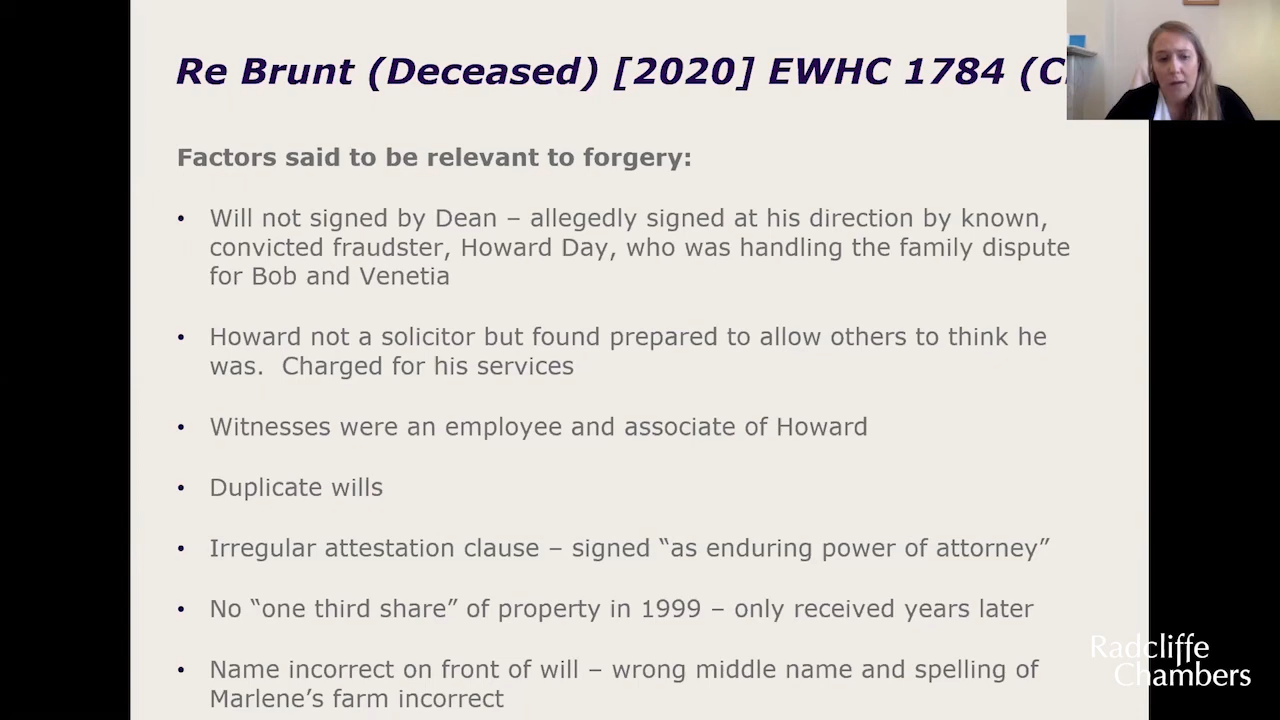 Re Brunt (Deceased) [2020] EWHC 1784 (C
Factors said to be relevant to forgery:
• Will not signed by Dean – allegedly signed at his direction by known,
convicted fraudster, Howard Day, who was handling the family dispute
for Bob and Venetia
• Howard not a solicitor but found prepared to allow others to think he
was.  Charged for his services
• Witnesses were an employee and associate of Howard
• Duplicate wills
• Irregular attestation clause – signed “as enduring power of attorney”
• No “one third share” of property in 1999 – only received years later
• Name incorrect on front of will – wrong middle name and spelling of
Marlene’s farm incorrect
Radcliffe
Chambers